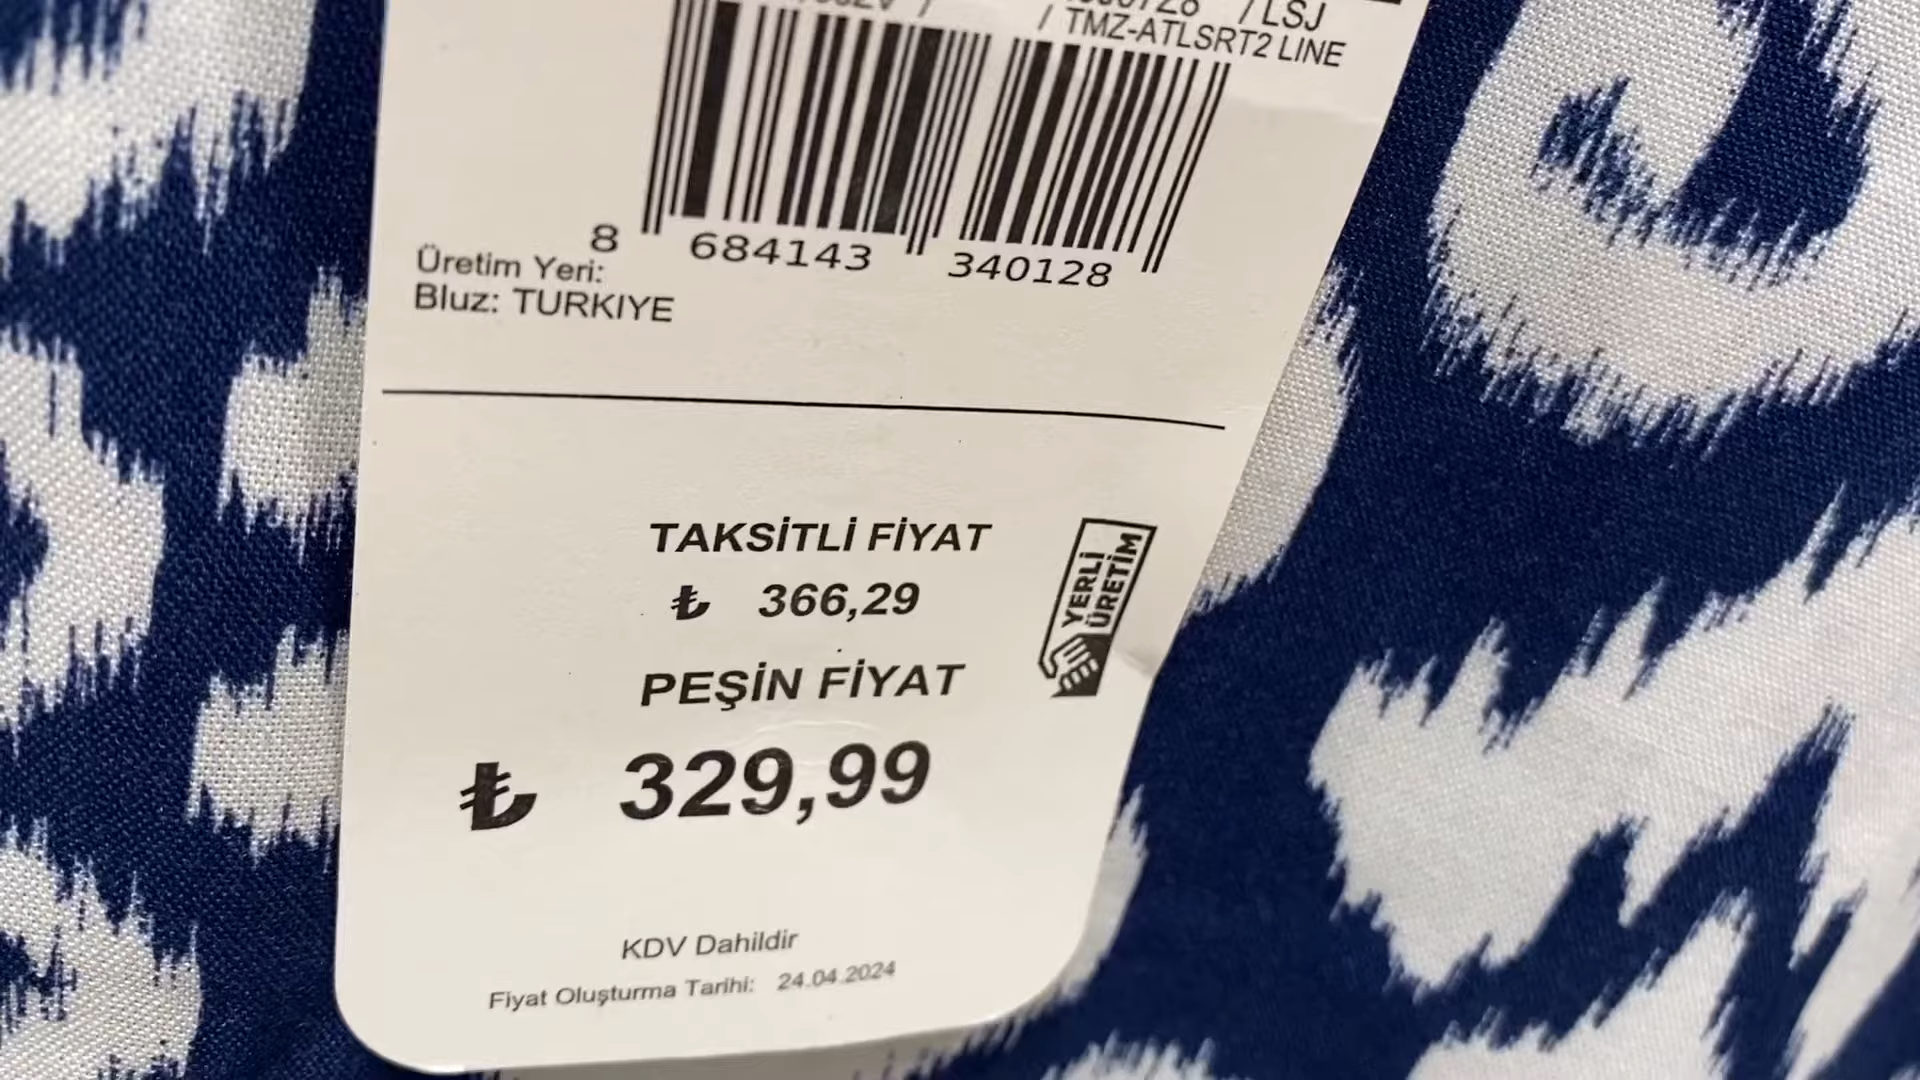 / LSJ
/ TMZ-ATLSRT2 LINE
8 684143 340128
Üretim Yeri:
Bluz: TURKIYE
TAKSİTLİ FİYAT
₺ 366,29
YERLİ
ÜRETİM
PEŞİN FİYAT
₺ 329,99
KDV Dahildir
Fiyat Oluşturma Tarihi: 24.04.2024